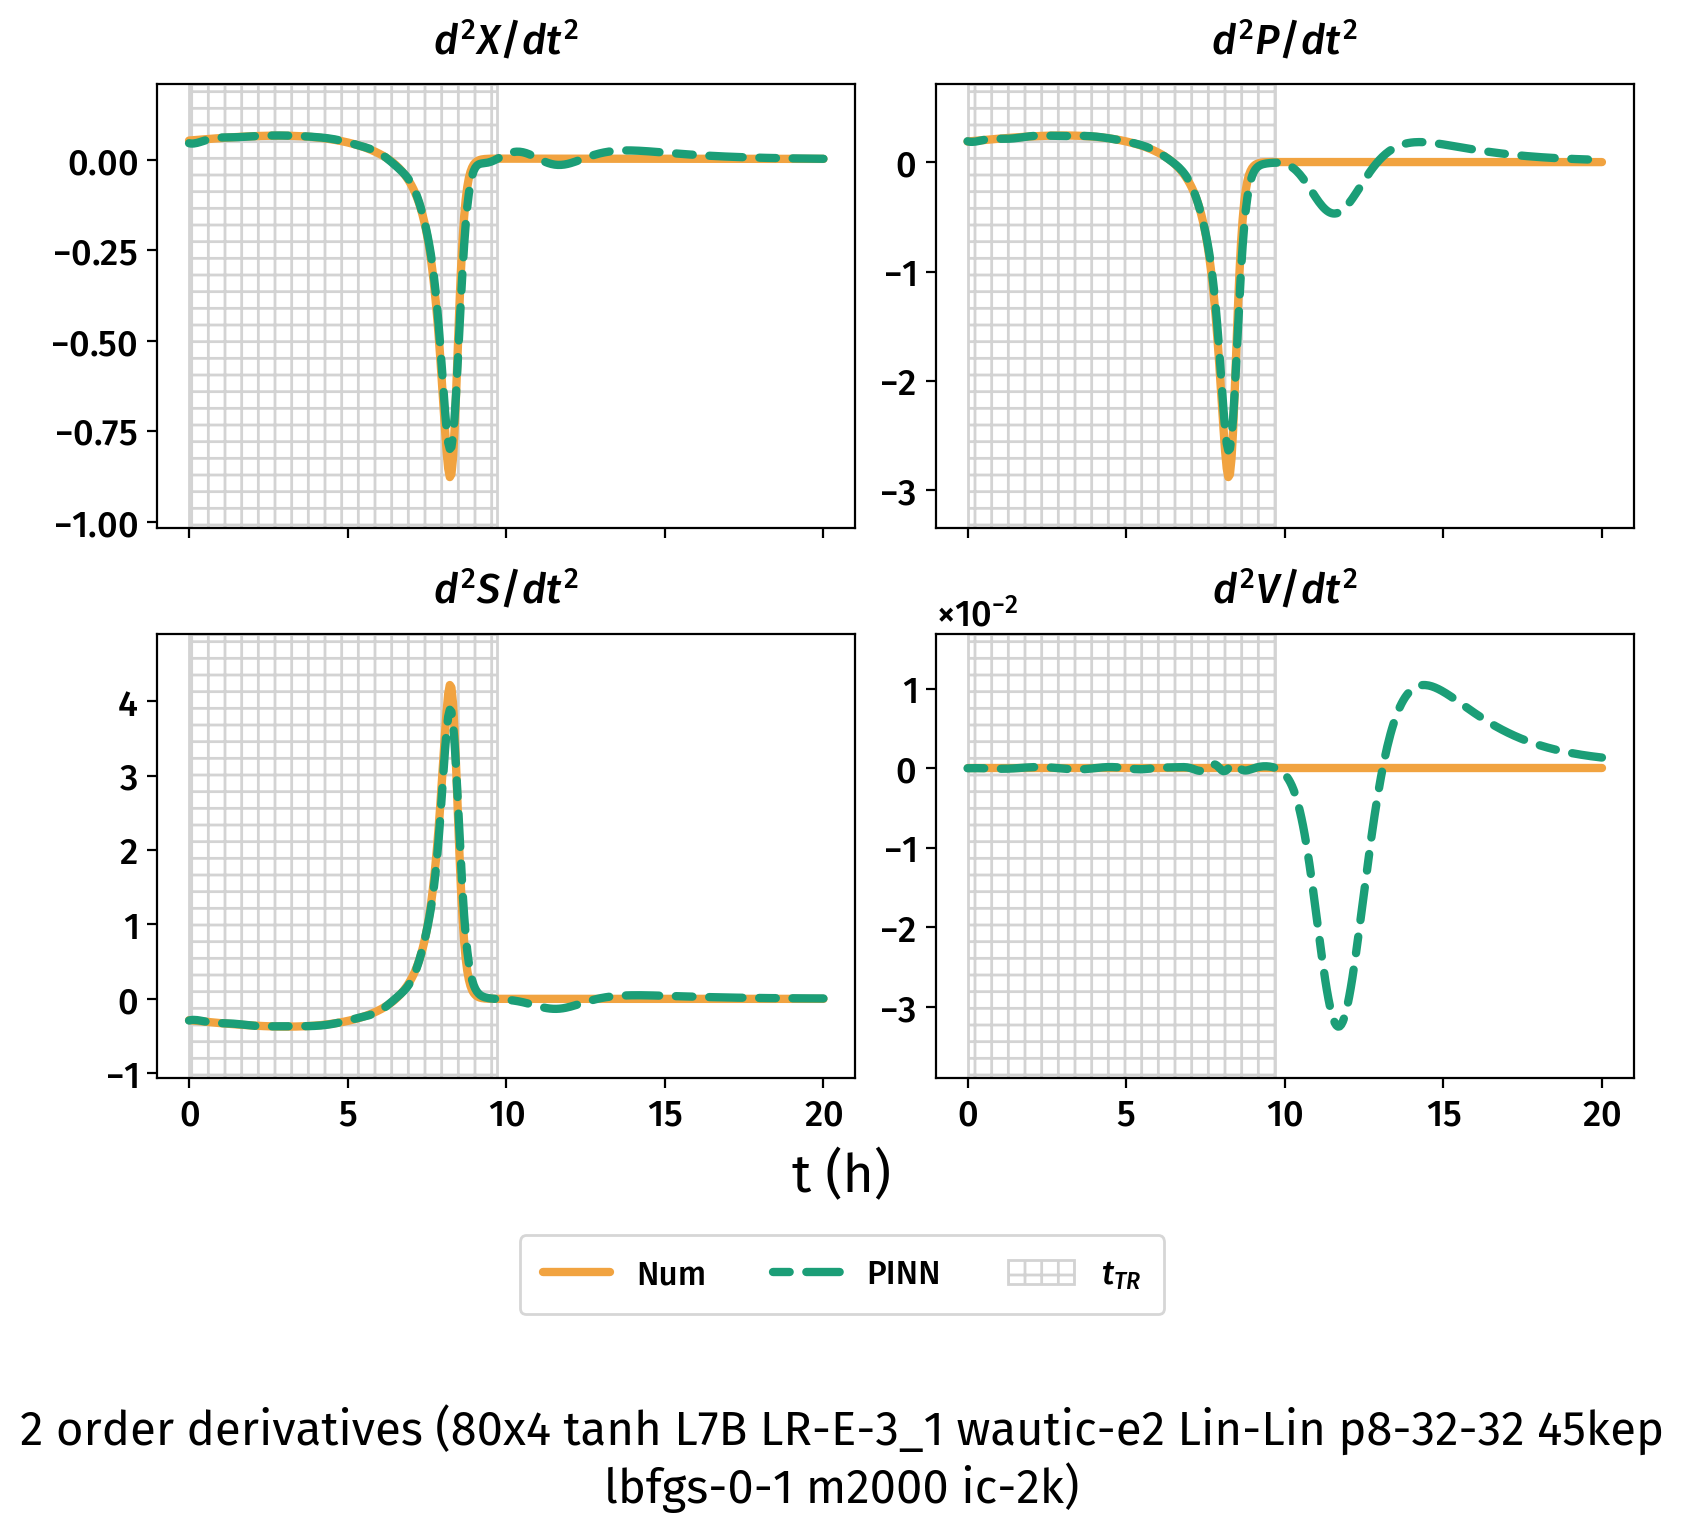 d²X/dt²
d²P/dt²
0.00
−0.25
−0.50
−0.75
−1.00
0
−1
−2
−3
d²S/dt²
d²V/dt²
×10⁻²
4
3
2
1
0
−1
1
0
−1
−2
−3
0 5 10 15 20
0 5 10 15 20
t (h)
Num PINN t_TR
2 order derivatives (80x4 tanh L7B LR-E-3_1 wautic-e2 Lin-Lin p8-32-32 45kep
lbfgs-0-1 m2000 ic-2k)